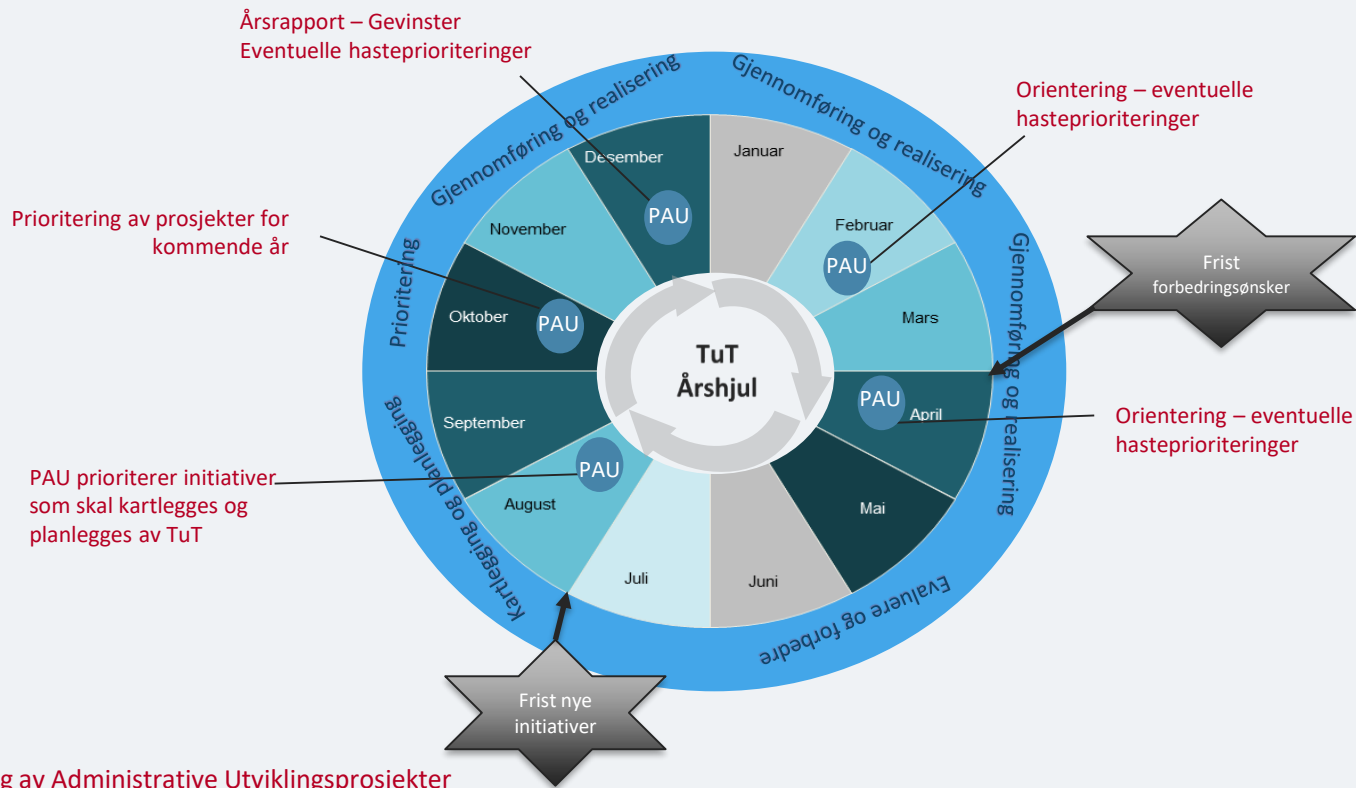 Årsrapport – Gevinster
Eventuelle hasteprioriteringer
Orientering – eventuelle
hasteprioriteringer
Prioritering av prosjekter for
kommende år
Frist
forbedringsønsker
Orientering – eventuelle
hasteprioriteringer
PAU prioriterer initiativer
som skal kartlegges og
planlegges av TuT
Frist nye
initiativer
Gjennomføring og realisering
Gjennomføring og realisering
Gjennomføring og realisering
Evaluere og forbedre
Kartlegging og planlegging
Prioritering
Januar
Februar
PAU
Mars
April
PAU
Mai
Juni
Juli
August
PAU
September
Oktober
PAU
November
Desember
PAU
TuT
Årshjul
av Administrative Utviklingsprosjekter